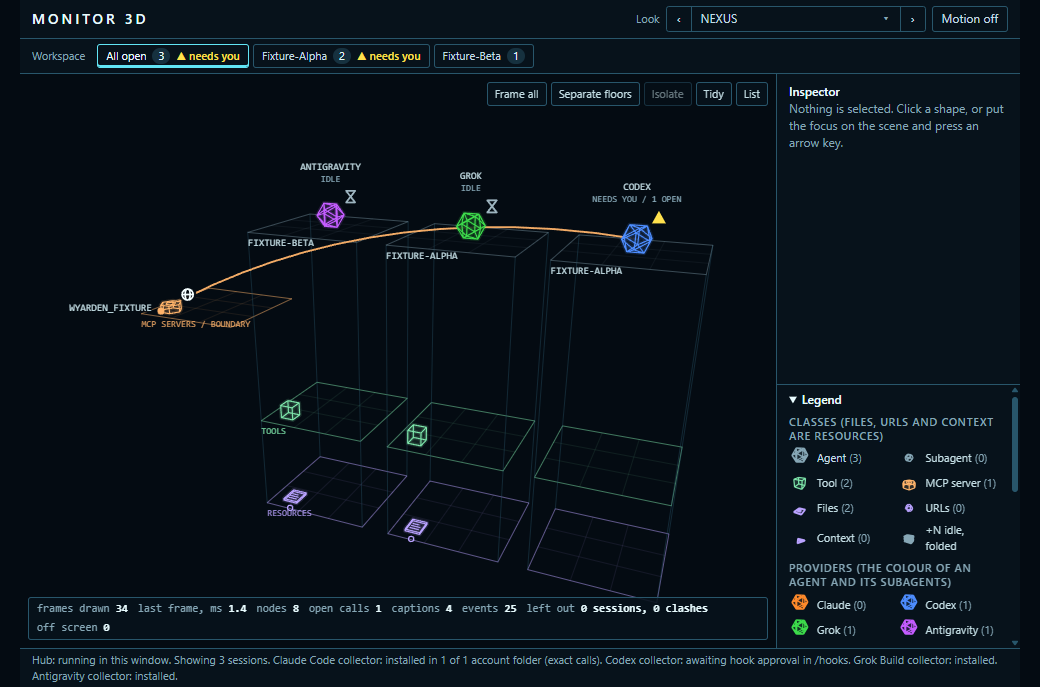 MONITOR 3D
Look ‹ NEXUS › Motion off
Workspace All open 3 ▲ needs you Fixture-Alpha 2 ▲ needs you Fixture-Beta 1
Frame all Separate floors Isolate Tidy List
ANTIGRAVITY
IDLE
GROK
IDLE
CODEX
NEEDS YOU / 1 OPEN
FIXTURE-BETA
FIXTURE-ALPHA
FIXTURE-ALPHA
WYARDEN_FIXTURE
MCP SERVERS / BOUNDARY
TOOLS
RESOURCES
frames drawn 34 last frame, ms 1.4 nodes 8 open calls 1 captions 4 events 25 left out 0 sessions, 0 clashes
off screen 0
Inspector
Nothing is selected. Click a shape, or put
the focus on the scene and press an
arrow key.
▼ Legend
CLASSES (FILES, URLS AND CONTEXT
ARE RESOURCES)
Agent (3) Subagent (0)
Tool (2) MCP server (1)
Files (2) URLs (0)
Context (0) +N idle,
folded
PROVIDERS (THE COLOUR OF AN
AGENT AND ITS SUBAGENTS)
Claude (0) Codex (1)
Grok (1) Antigravity (1)
Hub: running in this window. Showing 3 sessions. Claude Code collector: installed in 1 of 1 account folder (exact calls). Codex collector: awaiting hook approval in /hooks. Grok Build collector: installed.
Antigravity collector: installed.